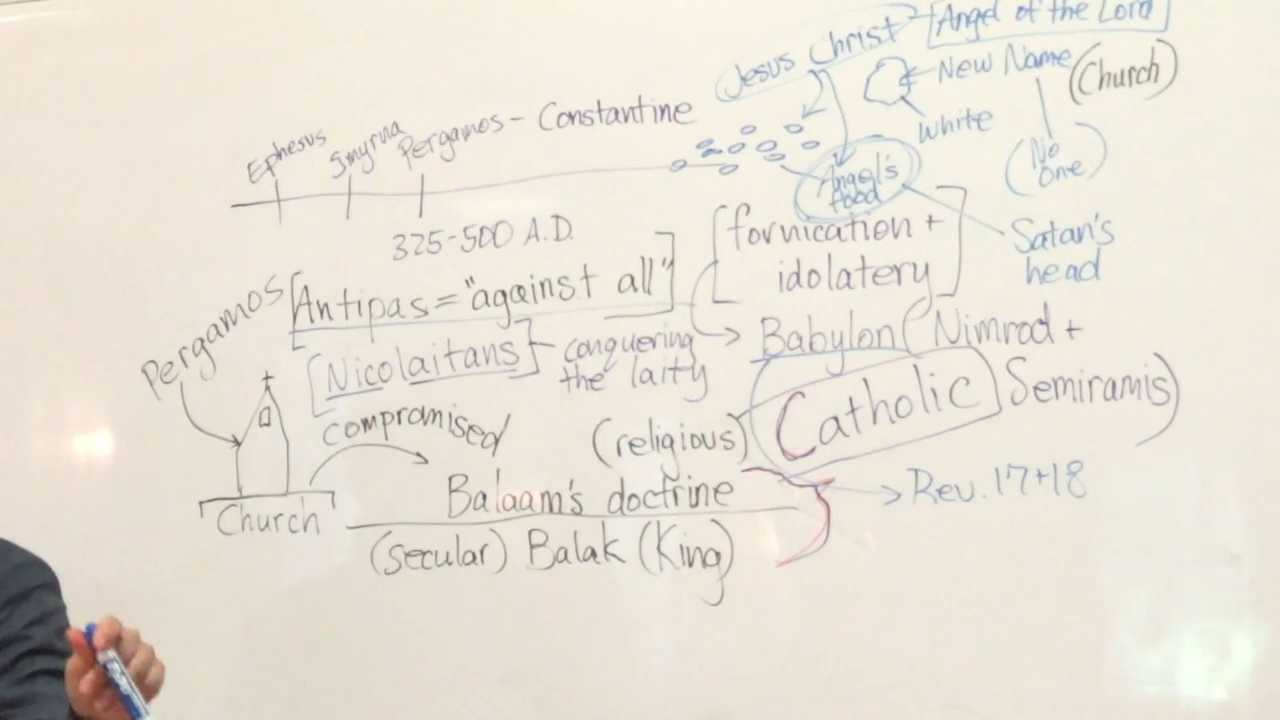 Jesus Christ
Angel of the Lord
New Name
(Church)
White
(No
One)
Ephesus
Smyrna
Pergamos - Constantine
Angel's
food
Satan's
head
325-500 A.D.
[fornication +
idolatery]
Pergamos
[Antipas = "against all"]
[Nicolaitans]
conquering
the laity
Babylon (Nimrod +
Semiramis)
Catholic
compromised
(religious)
Balaam's doctrine
Rev. 17+18
Church
(secular) Balak (King)